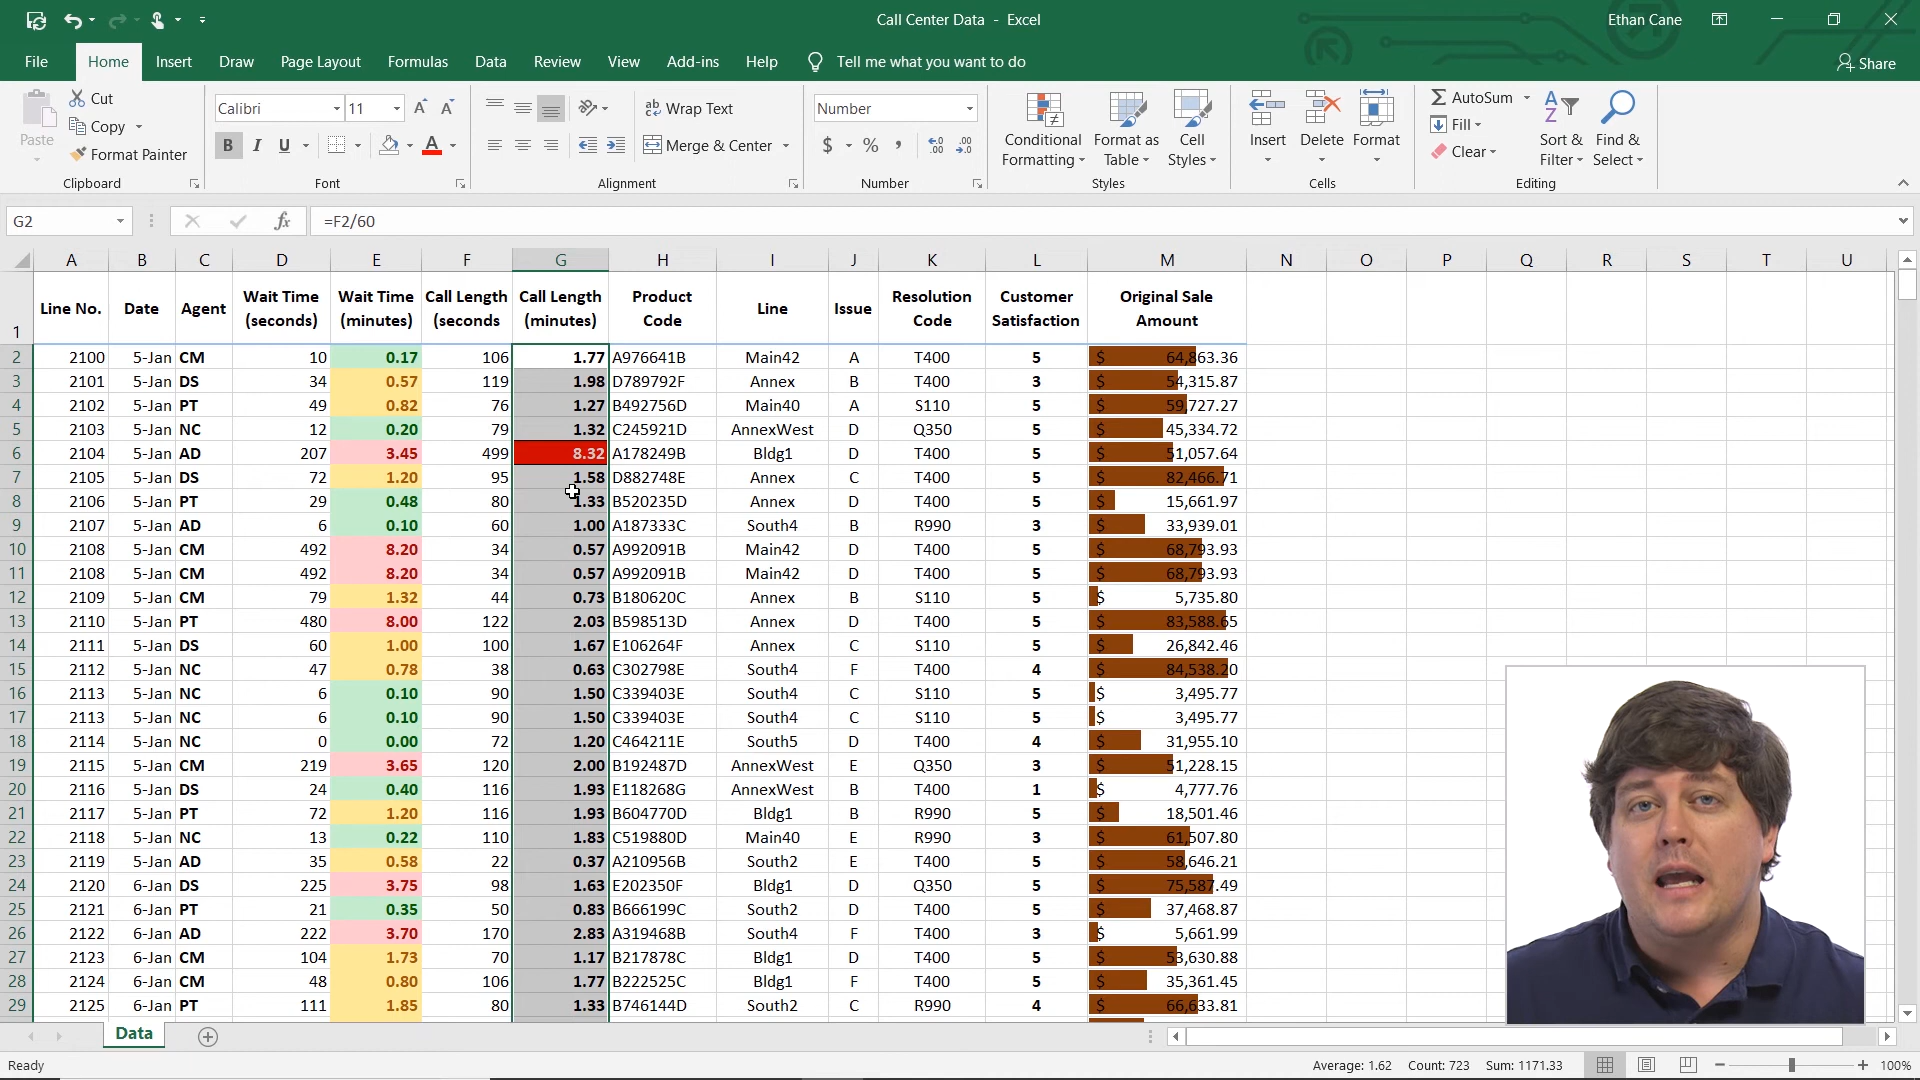 Call Center Data - Excel
Ethan Cane
File Home Insert Draw Page Layout Formulas Data Review View Add-ins Help Tell me what you want to do Share
Paste
Cut
Copy
Format Painter
Clipboard
Calibri 11
B I U A
Font
Wrap Text
Merge & Center
Alignment
Number
$ % ,
Number
Conditional Formatting
Format as Table
Cell Styles
Styles
Insert
Delete
Format
Cells
AutoSum
Fill
Clear
Sort & Filter
Find & Select
Editing
G2 fx =F2/60
A B C D E F G H I J K L M N O P Q R S T U
1 Line No. Date Agent Wait Time (seconds) Wait Time (minutes) Call Length (seconds Call Length (minutes) Product Code Line Issue Resolution Code Customer Satisfaction Original Sale Amount
2 2100 5-Jan CM 10 0.17 106 1.77 A976641B Main42 A T400 5 $ 64,863.36
3 2101 5-Jan DS 34 0.57 119 1.98 D789792F Annex B T400 3 $ 54,315.87
4 2102 5-Jan PT 49 0.82 76 1.27 B492756D Main40 A S110 5 $ 59,727.27
5 2103 5-Jan NC 12 0.20 79 1.32 C245921D AnnexWest D Q350 5 $ 45,334.72
6 2104 5-Jan AD 207 3.45 499 8.32 A178249B Bldg1 D T400 5 $ 51,057.64
7 2105 5-Jan DS 72 1.20 95 1.58 D882748E Annex C T400 5 $ 82,466.71
8 2106 5-Jan PT 29 0.48 80 1.33 B520235D Annex D T400 5 $ 15,661.97
9 2107 5-Jan AD 6 0.10 60 1.00 A187333C South4 B R990 3 $ 33,939.01
10 2108 5-Jan CM 492 8.20 34 0.57 A992091B Main42 D T400 5 $ 68,793.93
11 2108 5-Jan CM 492 8.20 34 0.57 A992091B Main42 D T400 5 $ 68,793.93
12 2109 5-Jan CM 79 1.32 44 0.73 B180620C Annex B S110 5 $ 5,735.80
13 2110 5-Jan PT 480 8.00 122 2.03 B598513D Annex D T400 5 $ 83,588.65
14 2111 5-Jan DS 60 1.00 100 1.67 E106264F Annex C S110 5 $ 26,842.46
15 2112 5-Jan NC 47 0.78 38 0.63 C302798E South4 F T400 4 $ 84,538.20
16 2113 5-Jan NC 6 0.10 90 1.50 C339403E South4 C S110 5 $ 3,495.77
17 2113 5-Jan NC 6 0.10 90 1.50 C339403E South4 C S110 5 $ 3,495.77
18 2114 5-Jan NC 0 0.00 72 1.20 C464211E South5 D T400 4 $ 31,955.10
19 2115 5-Jan CM 219 3.65 120 2.00 B192487D AnnexWest E Q350 3 $ 51,228.15
20 2116 5-Jan DS 24 0.40 116 1.93 E118268G AnnexWest B T400 1 $ 4,777.76
21 2117 5-Jan PT 72 1.20 116 1.93 B604770D Bldg1 B R990 5 $ 18,501.46
22 2118 5-Jan NC 13 0.22 110 1.83 C519880D Main40 E R990 3 $ 61,507.80
23 2119 5-Jan AD 35 0.58 22 0.37 A210956B South2 E T400 5 $ 58,646.21
24 2120 6-Jan DS 225 3.75 98 1.63 E202350F Bldg1 D Q350 5 $ 75,587.49
25 2121 6-Jan PT 21 0.35 50 0.83 B666199C South2 D T400 5 $ 37,468.87
26 2122 6-Jan AD 222 3.70 170 2.83 A319468B South4 F T400 3 $ 5,661.99
27 2123 6-Jan CM 104 1.73 70 1.17 B217878C Bldg1 D T400 5 $ 53,630.88
28 2124 6-Jan CM 48 0.80 106 1.77 B222525C Bldg1 F T400 5 $ 35,361.45
29 2125 6-Jan PT 111 1.85 80 1.33 B746144D South2 C R990 4 $ 66,633.81
Data
Ready Average: 1.62 Count: 723 Sum: 1171.33 100%